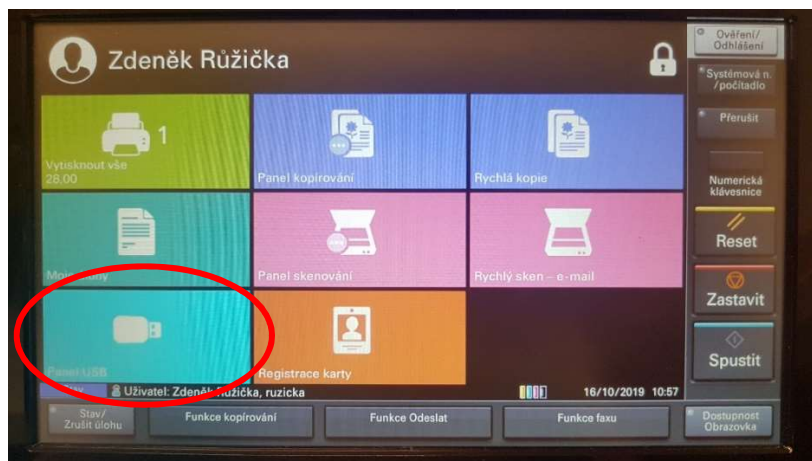 Zdeněk Růžička
Ověření/
Odhlášení
Systémová n.
/počítadlo
Přerušit
Numerická
klávesnice
Reset
Zastavit
Spustit
1
Vytisknout vše
28,00
Panel kopírování
Rychlá kopie
Panel skenování
Rychlý sken – e-mail
Panel USB
Registrace karty
Uživatel: Zdeněk Růžička, ruzicka
16/10/2019 10:57
Stav/
Zrušit úlohu
Funkce kopírování
Funkce Odeslat
Funkce faxu
Dostupnost
Obrazovka